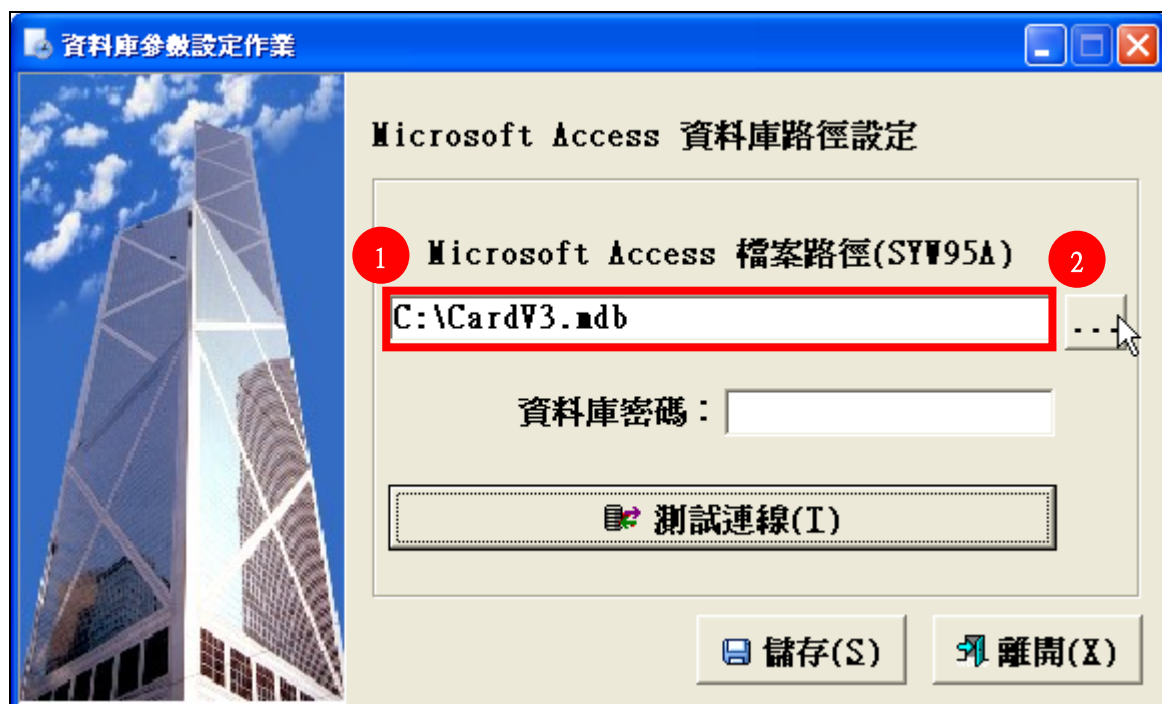 資料庫參數設定作業
Microsoft Access 資料庫路徑設定
1 Microsoft Access 檔案路徑(SYW95A) 2
C:\CardV3.mdb ...
資料庫密碼：
測試連線(T)
儲存(S) 離開(X)